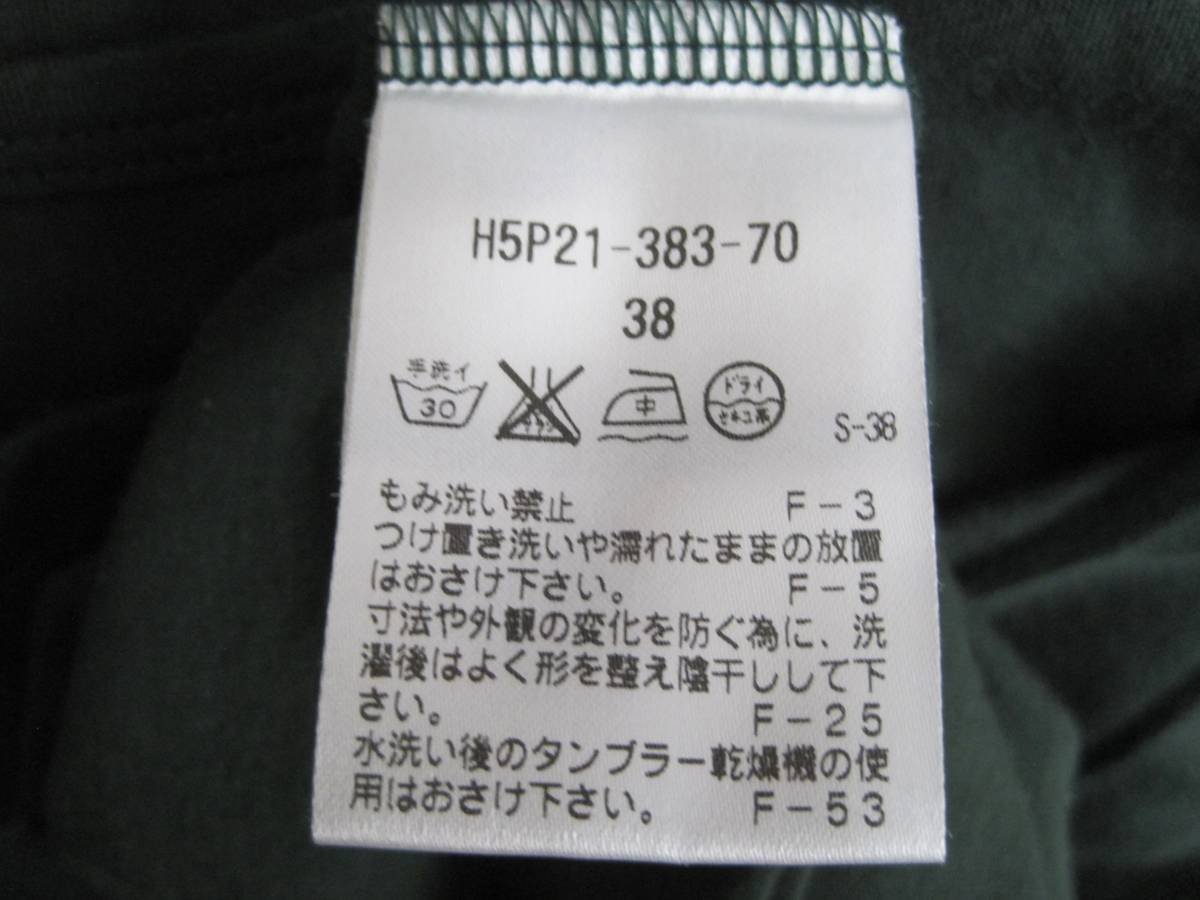 H5P21-383-70
38
手洗イ
30
中
ドライ
セキユ系
S-38
もみ洗い禁止 F-3
つけ置き洗いや濡れたままの放置
はおさけ下さい。 F-5
寸法や外観の変化を防ぐ為に、洗
濯後はよく形を整え陰干しして下
さい。 F-25
水洗い後のタンブラー乾燥機の使
用はおさけ下さい。 F-53